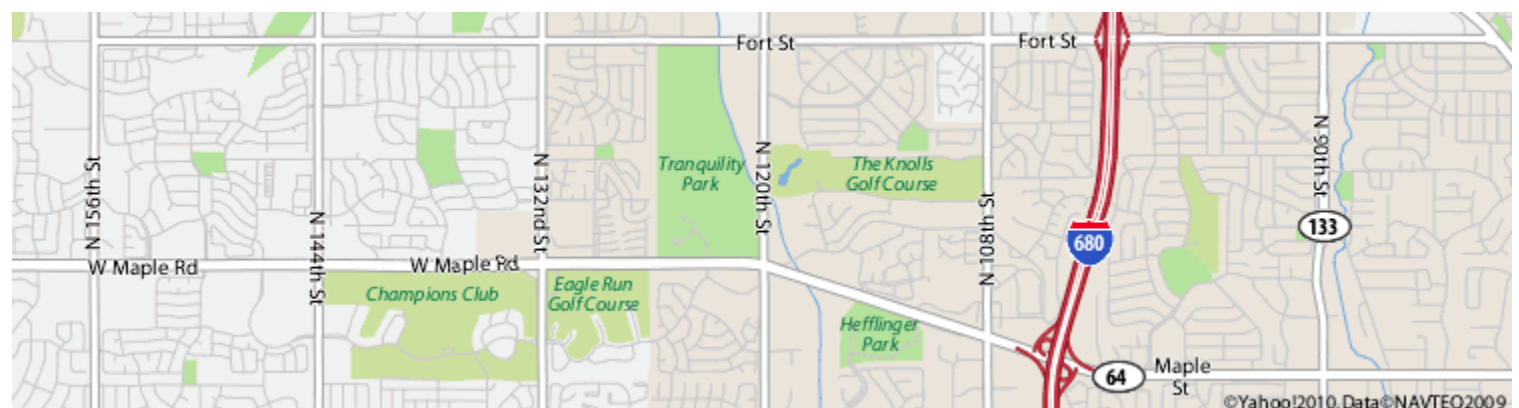 Fort St
Fort St
N 156th St
N 144th St
N 132nd St
Tranquility
Park
N 120th St
The Knolls
Golf Course
N 108th St
N 90th St
133
680
W Maple Rd
W Maple Rd
Champions Club
Eagle Run
Golf Course
Hefflinger
Park
64
Maple
St
©Yahoo!2010, Data©NAVTEQ2009